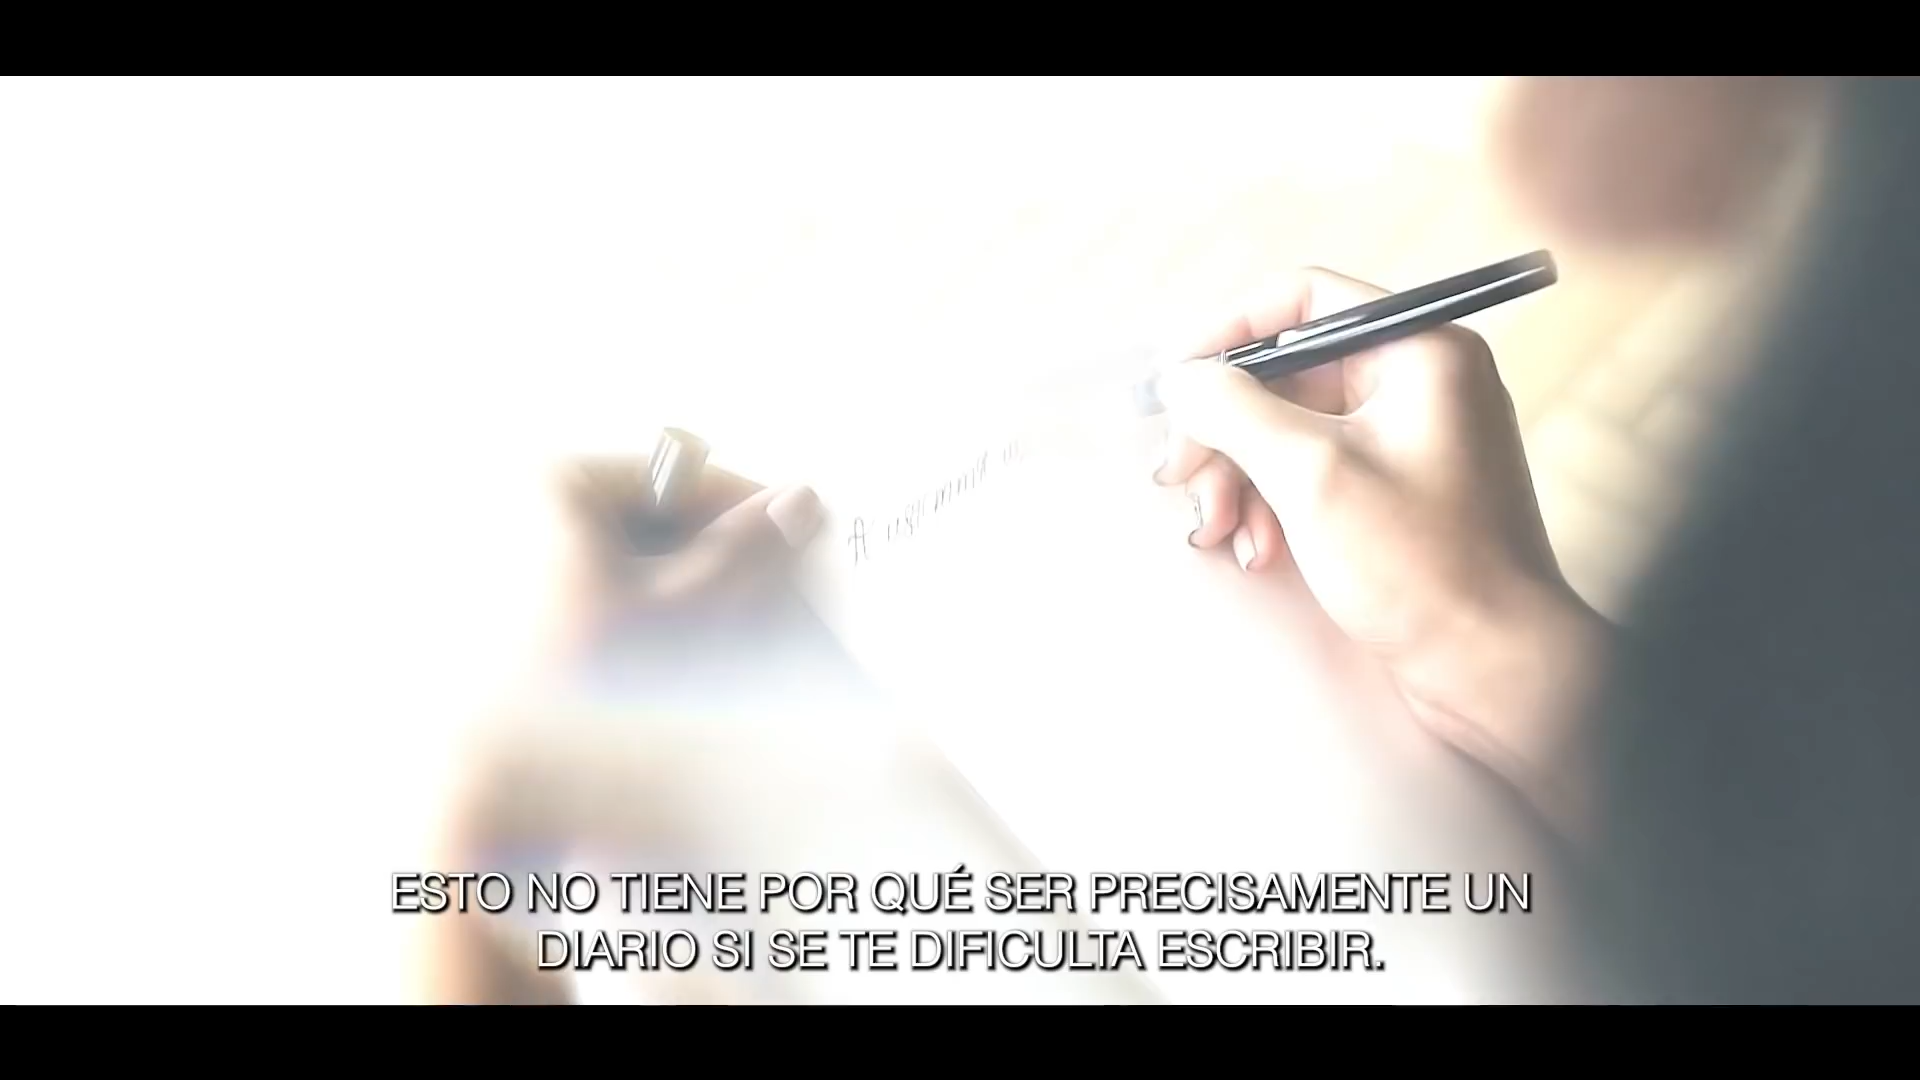 ESTO NO TIENE POR QUÉ SER PRECISAMENTE UN
DIARIO SI SE TE DIFICULTA ESCRIBIR.